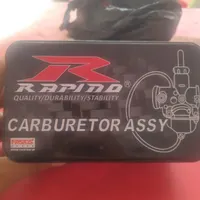 R
RAPIDO®
QUALITY/DURABILITY/STABILITY
CARBURETOR ASSY